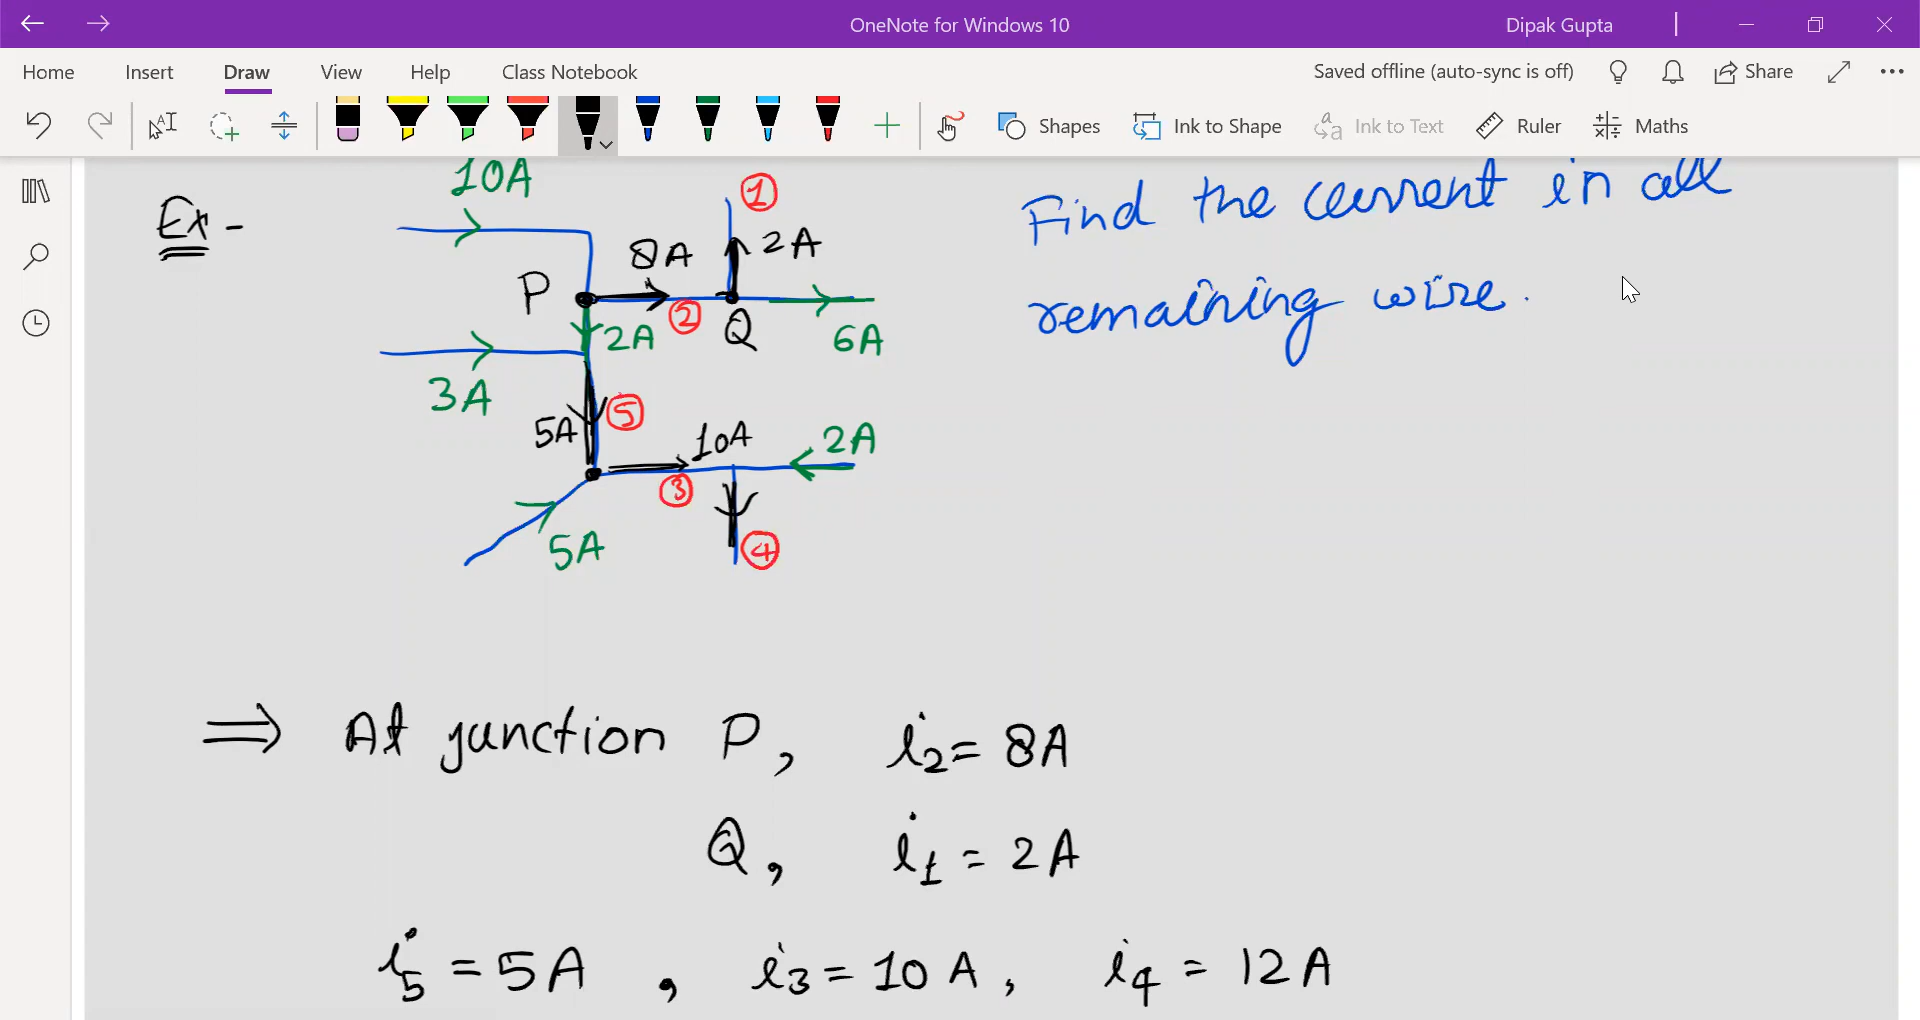 OneNote for Windows 10
Dipak Gupta
Home Insert Draw View Help Class Notebook
Saved offline (auto-sync is off) Share
Shapes Ink to Shape Ink to Text Ruler Maths
Ex -
10A
1
8A
2A
P
2
Q
2A
6A
3A
5
5A
10A
2A
3
5A
4
Find the current in all
remaining wire.
⇒ At junction P, i2 = 8A
Q, i1 = 2A
i5 = 5A, i3 = 10A, i4 = 12A